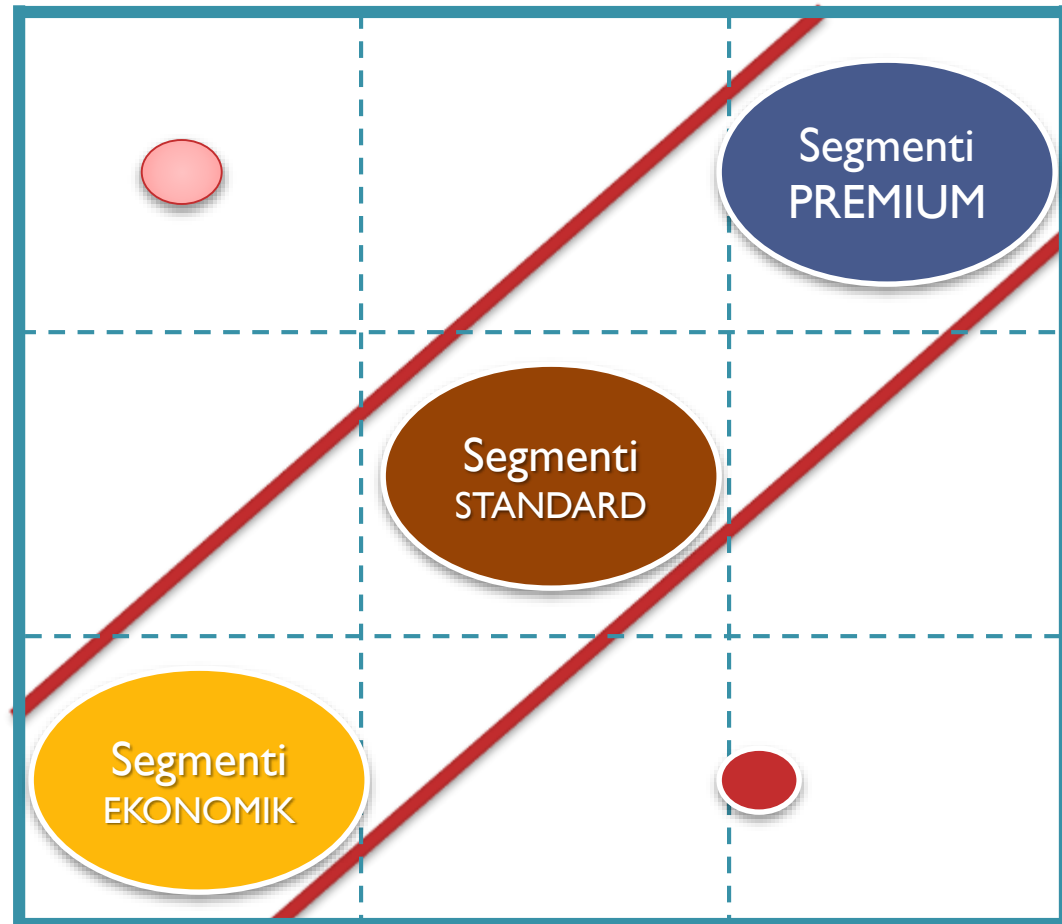 Segmenti
PREMIUM
Segmenti
STANDARD
Segmenti
EKONOMIK